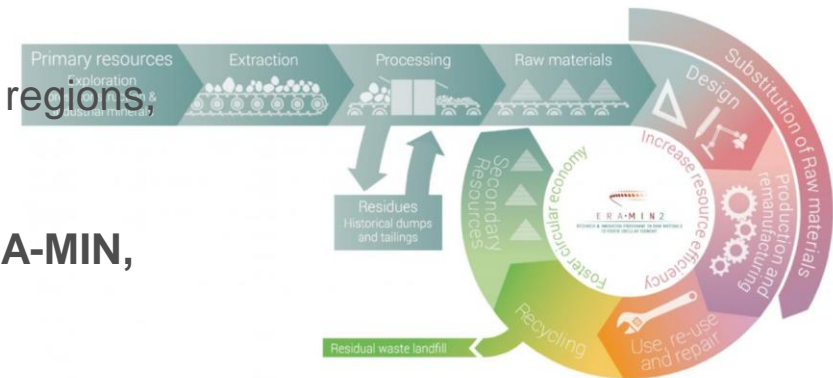 Primary resources
Exploration
Extraction
Processing
Raw materials
regions,
A-MIN,
Residues
Historical dumps
and tailings
Design
Substitution of Raw materials
Production and
remanufacturing
Use, re-use
and repair
Recycling
Secondary
Resources
Residual waste landfill
Foster circular economy
Increase resource efficiency
ERA-MIN 2